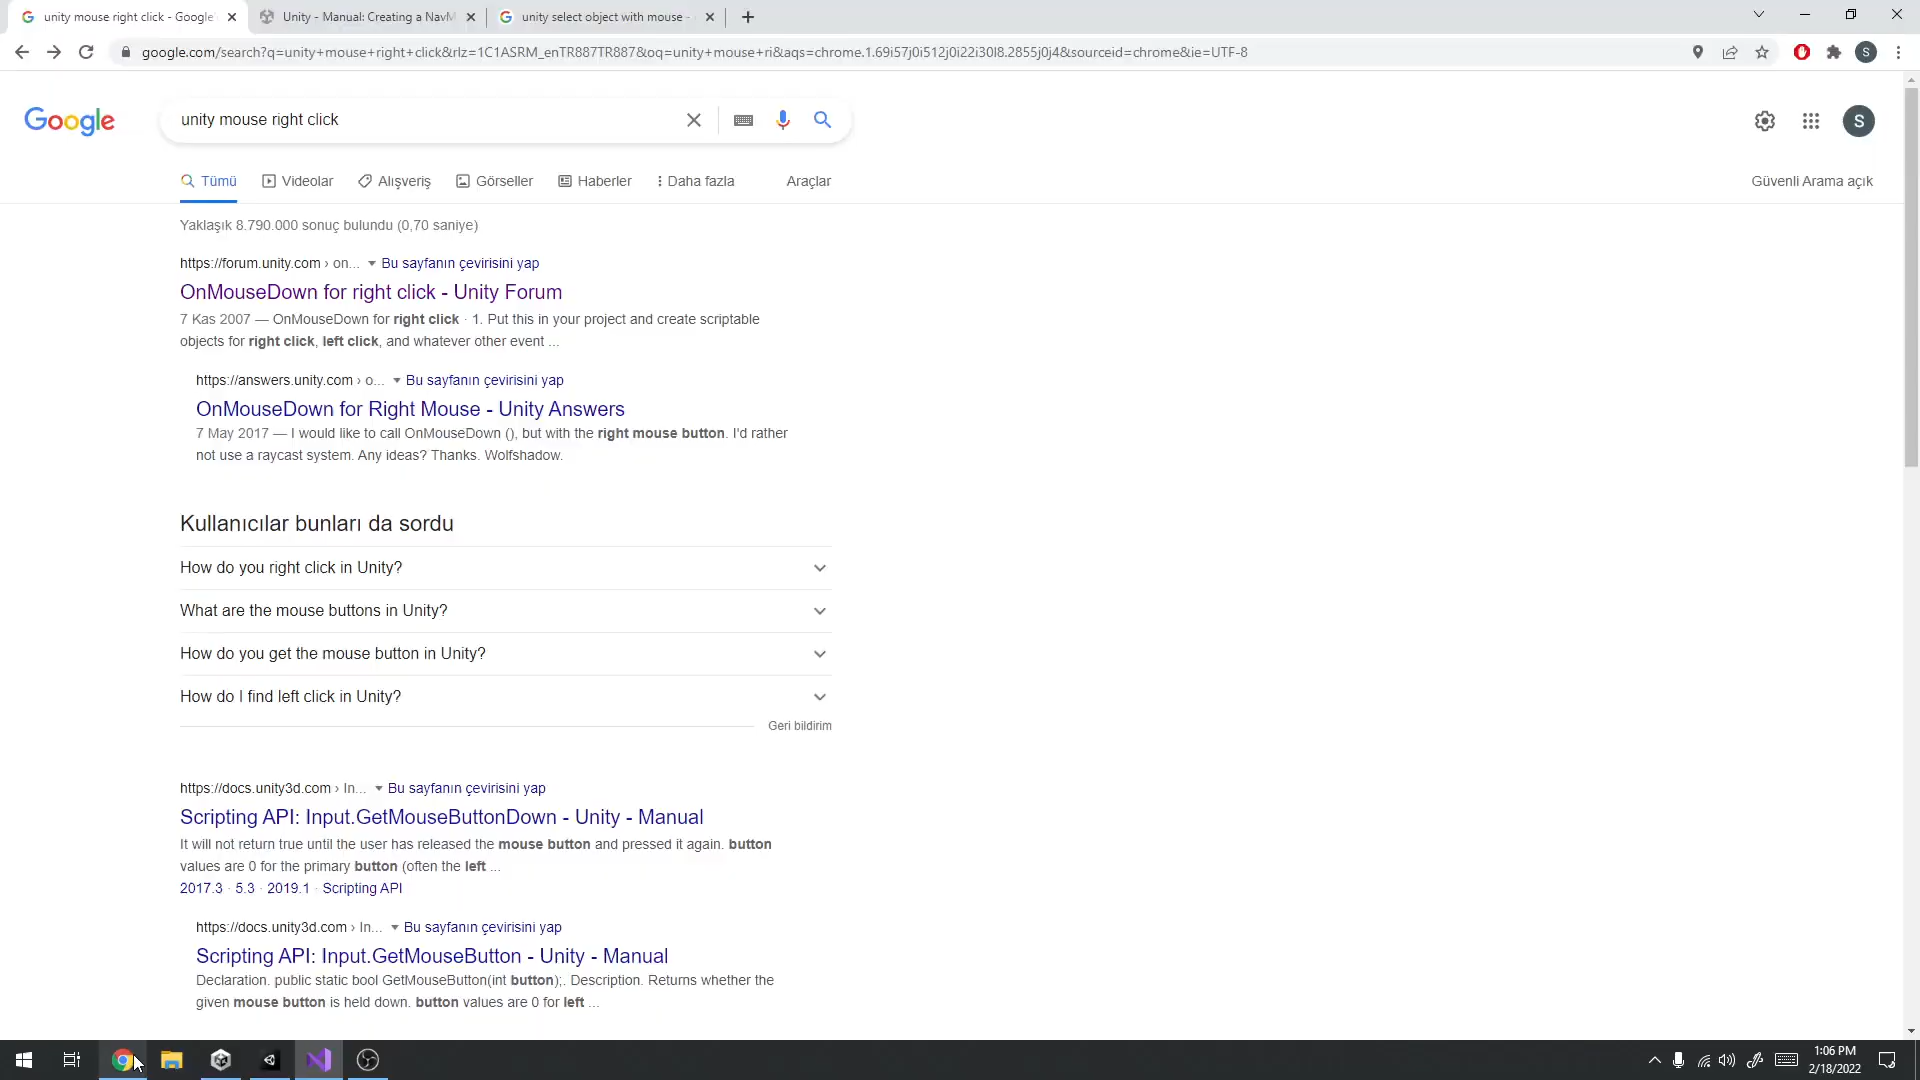 unity mouse right click - Google
Unity - Manual: Creating a NavM
unity select object with mouse -
google.com/search?q=unity+mouse+right+click&rlz=1C1ASRM_enTR887TR887&oq=unity+mouse+ri&aqs=chrome.1.69i57j0i512j0i22i30l8.2855j0j4&sourceid=chrome&ie=UTF-8
S
Google
unity mouse right click
S
Tümü
Videolar
Alışveriş
Görseller
Haberler
Daha fazla
Araçlar
Güvenli Arama açık
Yaklaşık 8.790.000 sonuç bulundu (0,70 saniye)
https://forum.unity.com › on... Bu sayfanın çevirisini yap
OnMouseDown for right click - Unity Forum
7 Kas 2007 — OnMouseDown for right click · 1. Put this in your project and create scriptable
objects for right click, left click, and whatever other event ...
https://answers.unity.com › o... Bu sayfanın çevirisini yap
OnMouseDown for Right Mouse - Unity Answers
7 May 2017 — I would like to call OnMouseDown (), but with the right mouse button. I'd rather
not use a raycast system. Any ideas? Thanks. Wolfshadow.
Kullanıcılar bunları da sordu
How do you right click in Unity?
What are the mouse buttons in Unity?
How do you get the mouse button in Unity?
How do I find left click in Unity?
Geri bildirim
https://docs.unity3d.com › In... Bu sayfanın çevirisini yap
Scripting API: Input.GetMouseButtonDown - Unity - Manual
It will not return true until the user has released the mouse button and pressed it again. button
values are 0 for the primary button (often the left ...
2017.3 · 5.3 · 2019.1 · Scripting API
https://docs.unity3d.com › In... Bu sayfanın çevirisini yap
Scripting API: Input.GetMouseButton - Unity - Manual
Declaration. public static bool GetMouseButton(int button);. Description. Returns whether the
given mouse button is held down. button values are 0 for left ...
1:06 PM
2/18/2022